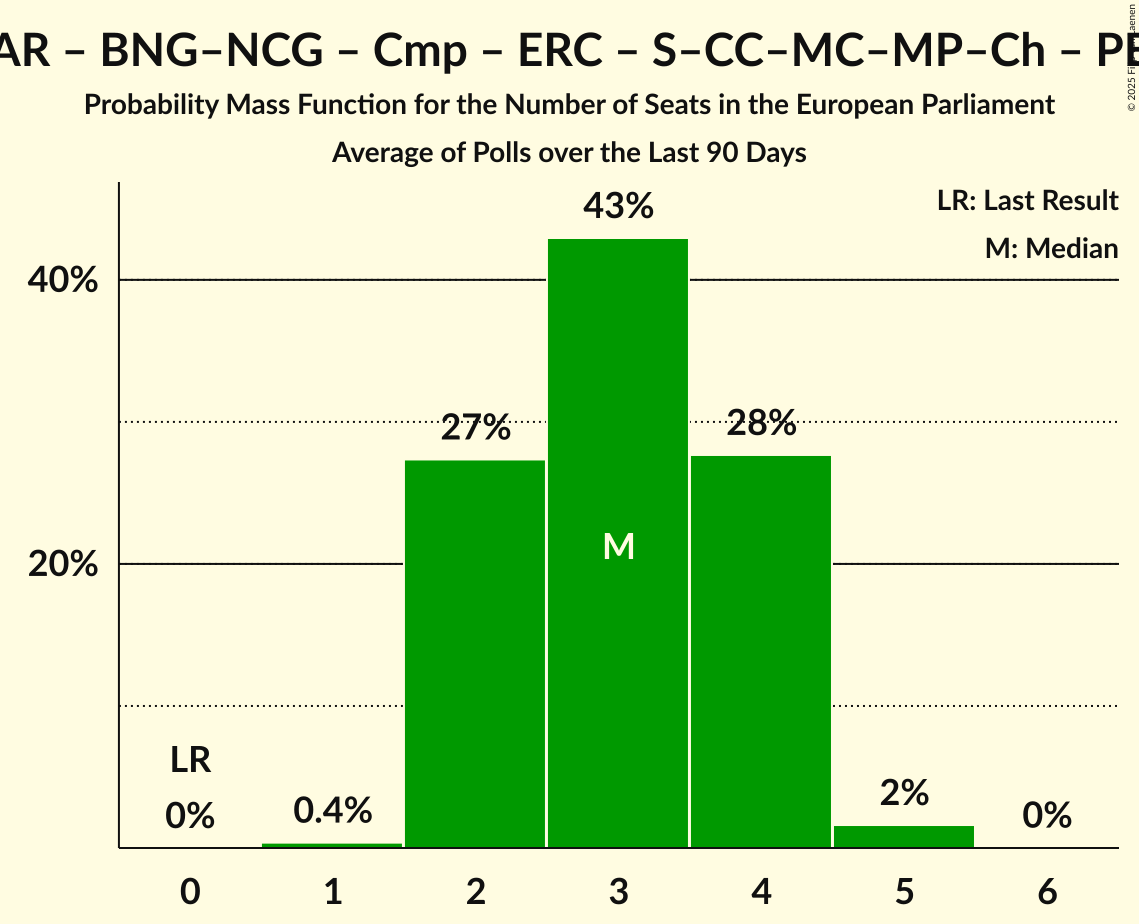 AR – BNG–NCG – Cmp – ERC – S–CC–MC–MP–Ch – PE
Probability Mass Function for the Number of Seats in the European Parliament
Average of Polls over the Last 90 Days
© 2025
LR: Last Result
M: Median
43%
40%
27%
28%
M
20%
LR
0%
0.4%
2%
0%
0 1 2 3 4 5 6